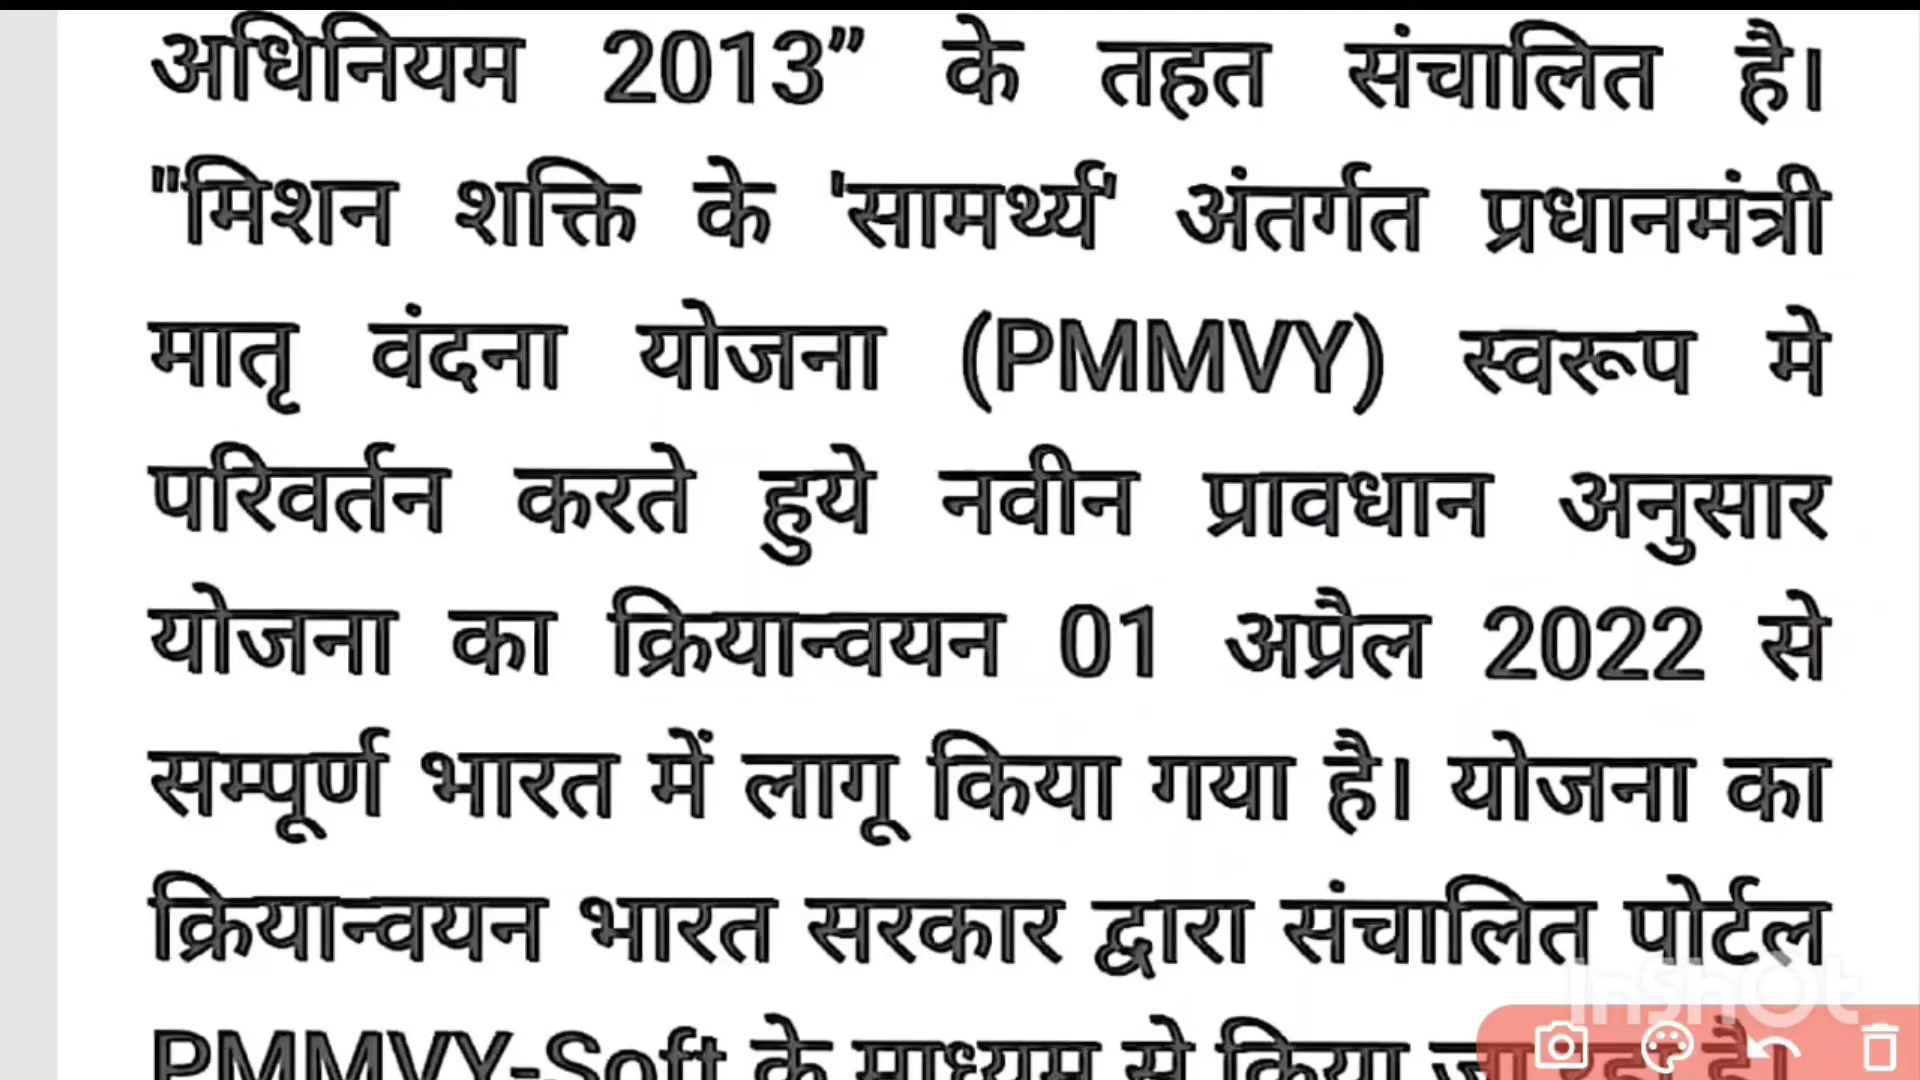 अधिनियम 2013” के तहत संचालित है।
"मिशन शक्ति के 'सामर्थ्य' अंतर्गत प्रधानमंत्री
मातृ वंदना योजना (PMMVY) स्वरूप मे
परिवर्तन करते हुये नवीन प्रावधान अनुसार
योजना का क्रियान्वयन 01 अप्रैल 2022 से
सम्पूर्ण भारत में लागू किया गया है। योजना का
क्रियान्वयन भारत सरकार द्वारा संचालित पोर्टल
PMMVY-Soft के माध्यम से किया जा रहा है।
InShOt